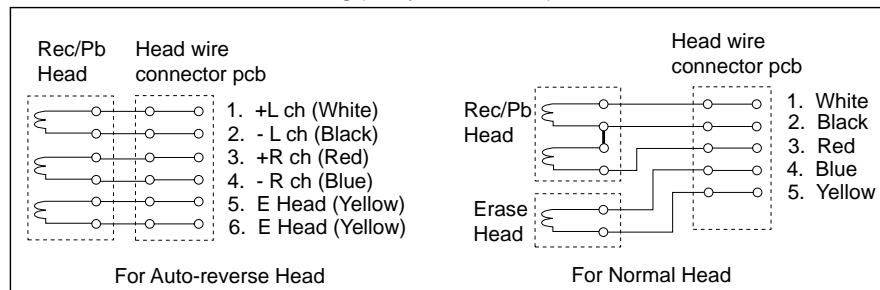 Rec/Pb Head
Head wire connector pcb
1. +L ch (White)
2. - L ch (Black)
3. +R ch (Red)
4. - R ch (Blue)
5. E Head (Yellow)
6. E Head (Yellow)
For Auto-reverse Head
Head wire connector pcb
Rec/Pb Head
Erase Head
1. White
2. Black
3. Red
4. Blue
5. Yellow
For Normal Head